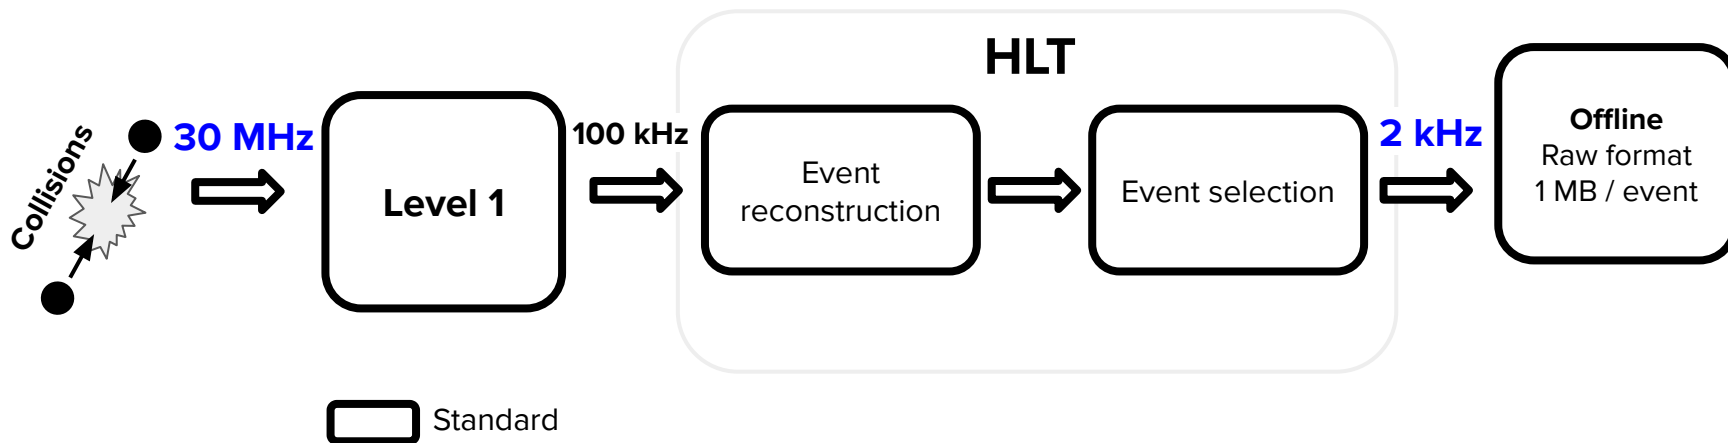 Collisions
30 MHz
Level 1
100 kHz
HLT
Event
reconstruction
Event selection
2 kHz
Offline
Raw format
1 MB / event
Standard